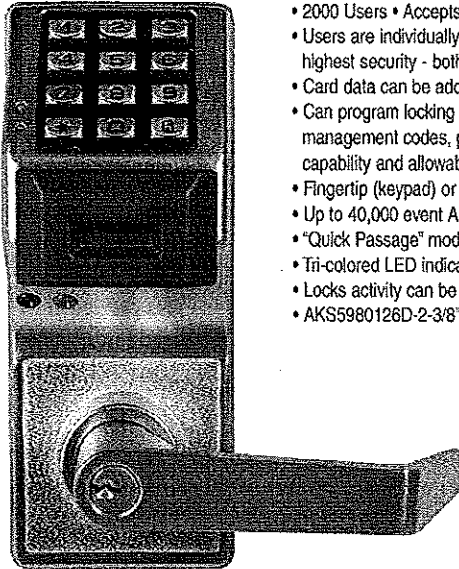 • 2000 Users • Accepts
• Users are individually
highest security - both
• Card data can be add
• Can program locking
management codes, p
capability and allowab
• Fingertip (keypad) or
• Up to 40,000 event A
• "Quick Passage" mod
• Tri-colored LED indica
• Locks activity can be
• AKS5980126D-2-3/8"